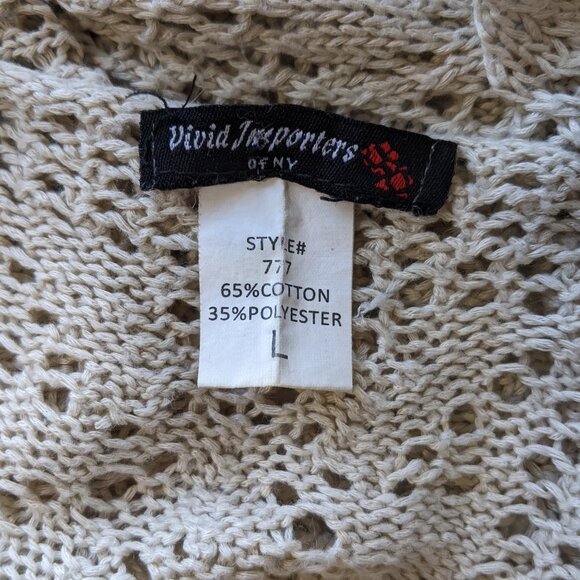 Vivid Importers
OF NY
STYLE#
777
65%COTTON
35%POLYESTER
L